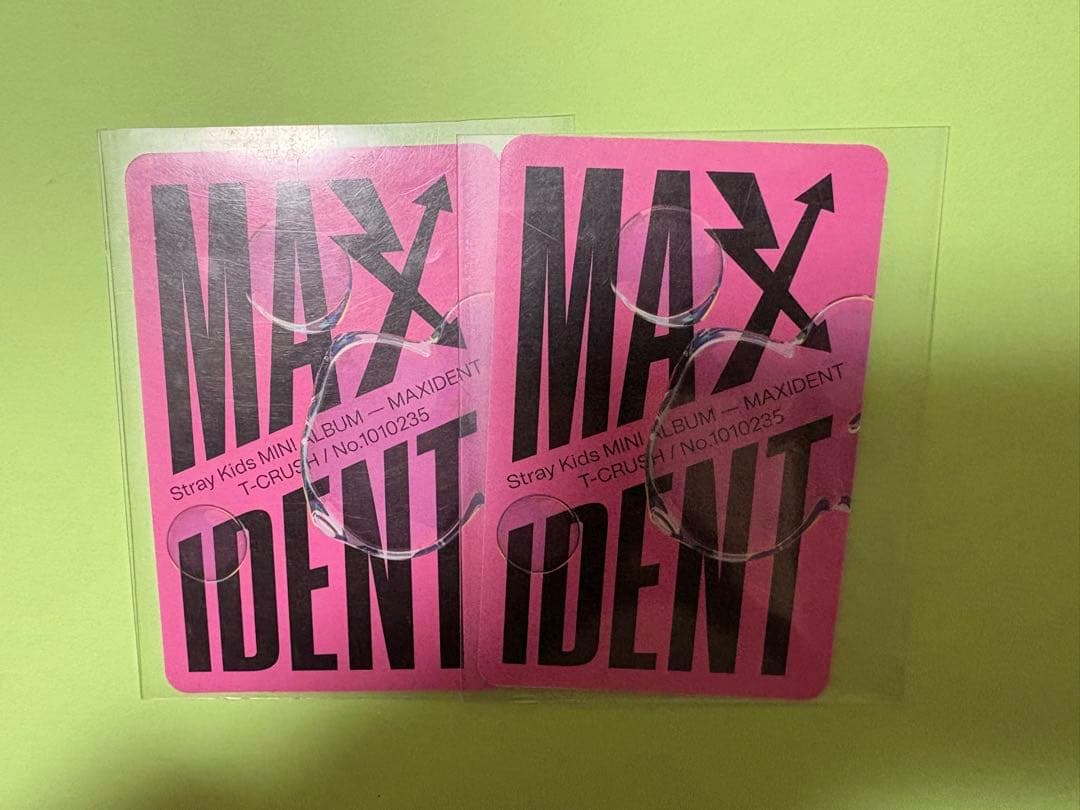 MAX
Stray Kids MINI ALBUM — MAXIDENT
T-CRUSH / No.1010235
IDENT
MAX
Stray Kids MINI ALBUM — MAXIDENT
T-CRUSH / No.1010235
IDENT